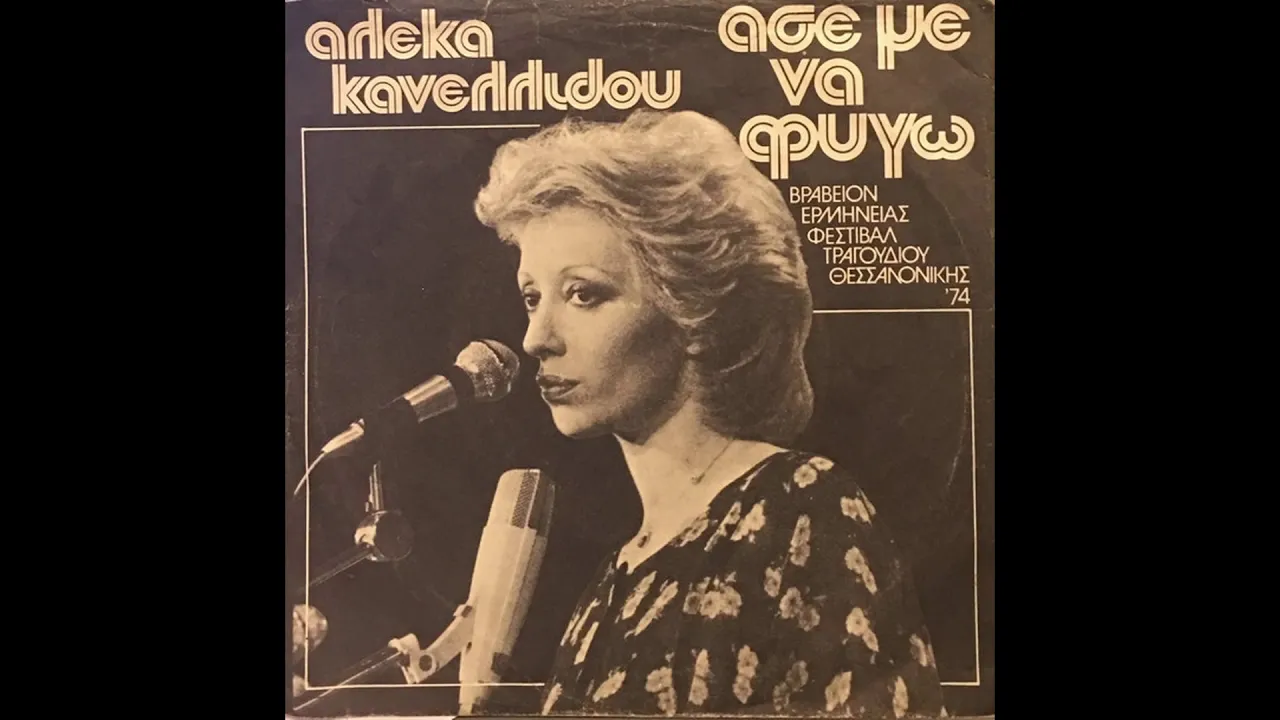 αλεκα
κανελλιδου
ασε με
να
φυγω
ΒΡΑΒΕΙΟΝ
ΕΡΜΗΝΕΙΑΣ
ΦΕΣΤΙΒΑΛ
ΤΡΑΓΟΥΔΙΟΥ
ΘΕΣΣΑΛΟΝΙΚΗΣ
'74